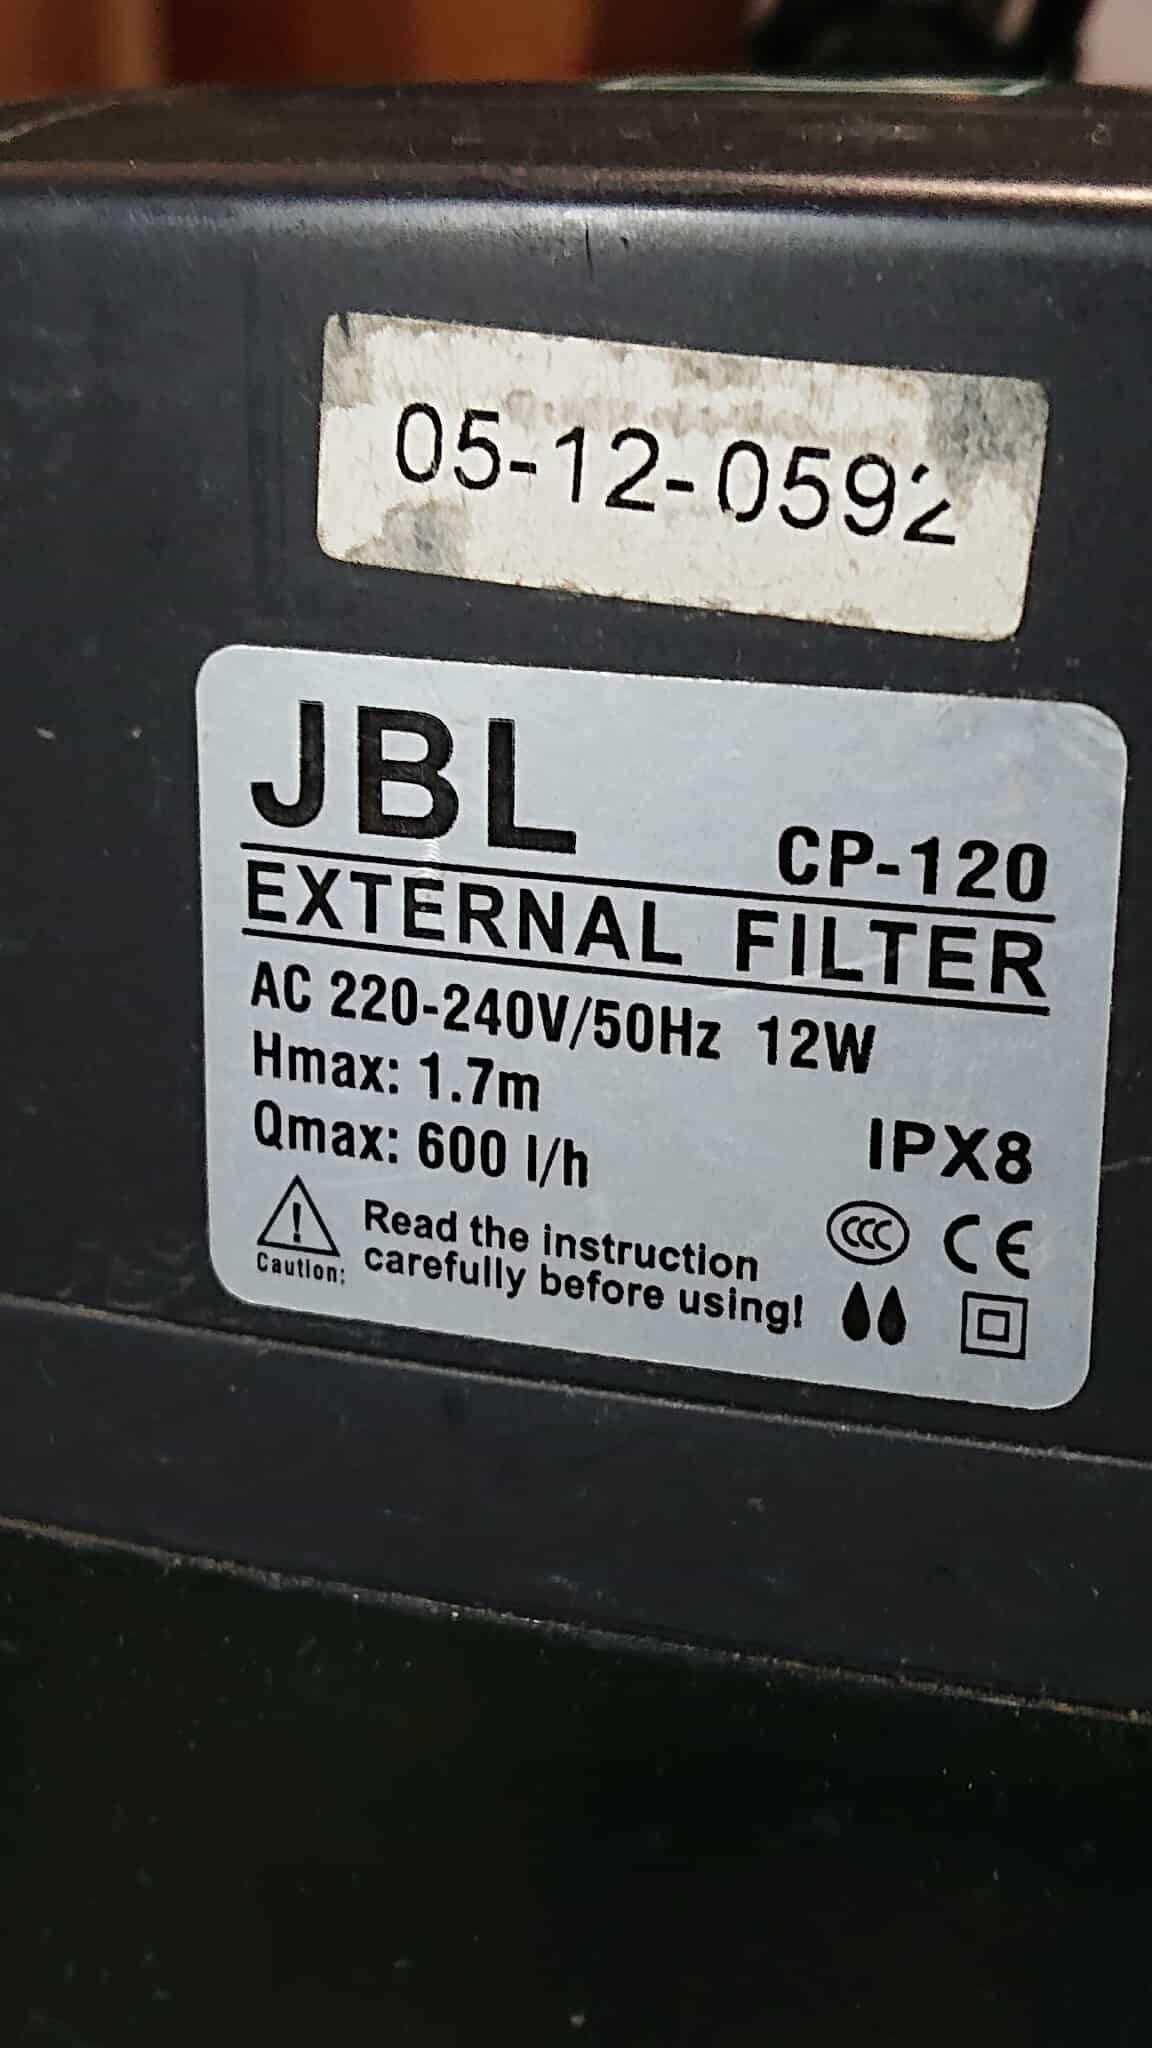 05-12-0592
JBL
CP-120
EXTERNAL FILTER
AC 220-240V/50Hz 12W
Hmax: 1.7m
Qmax: 600 l/h
IPX8
Caution:
Read the instruction
carefully before using!
CCC CE